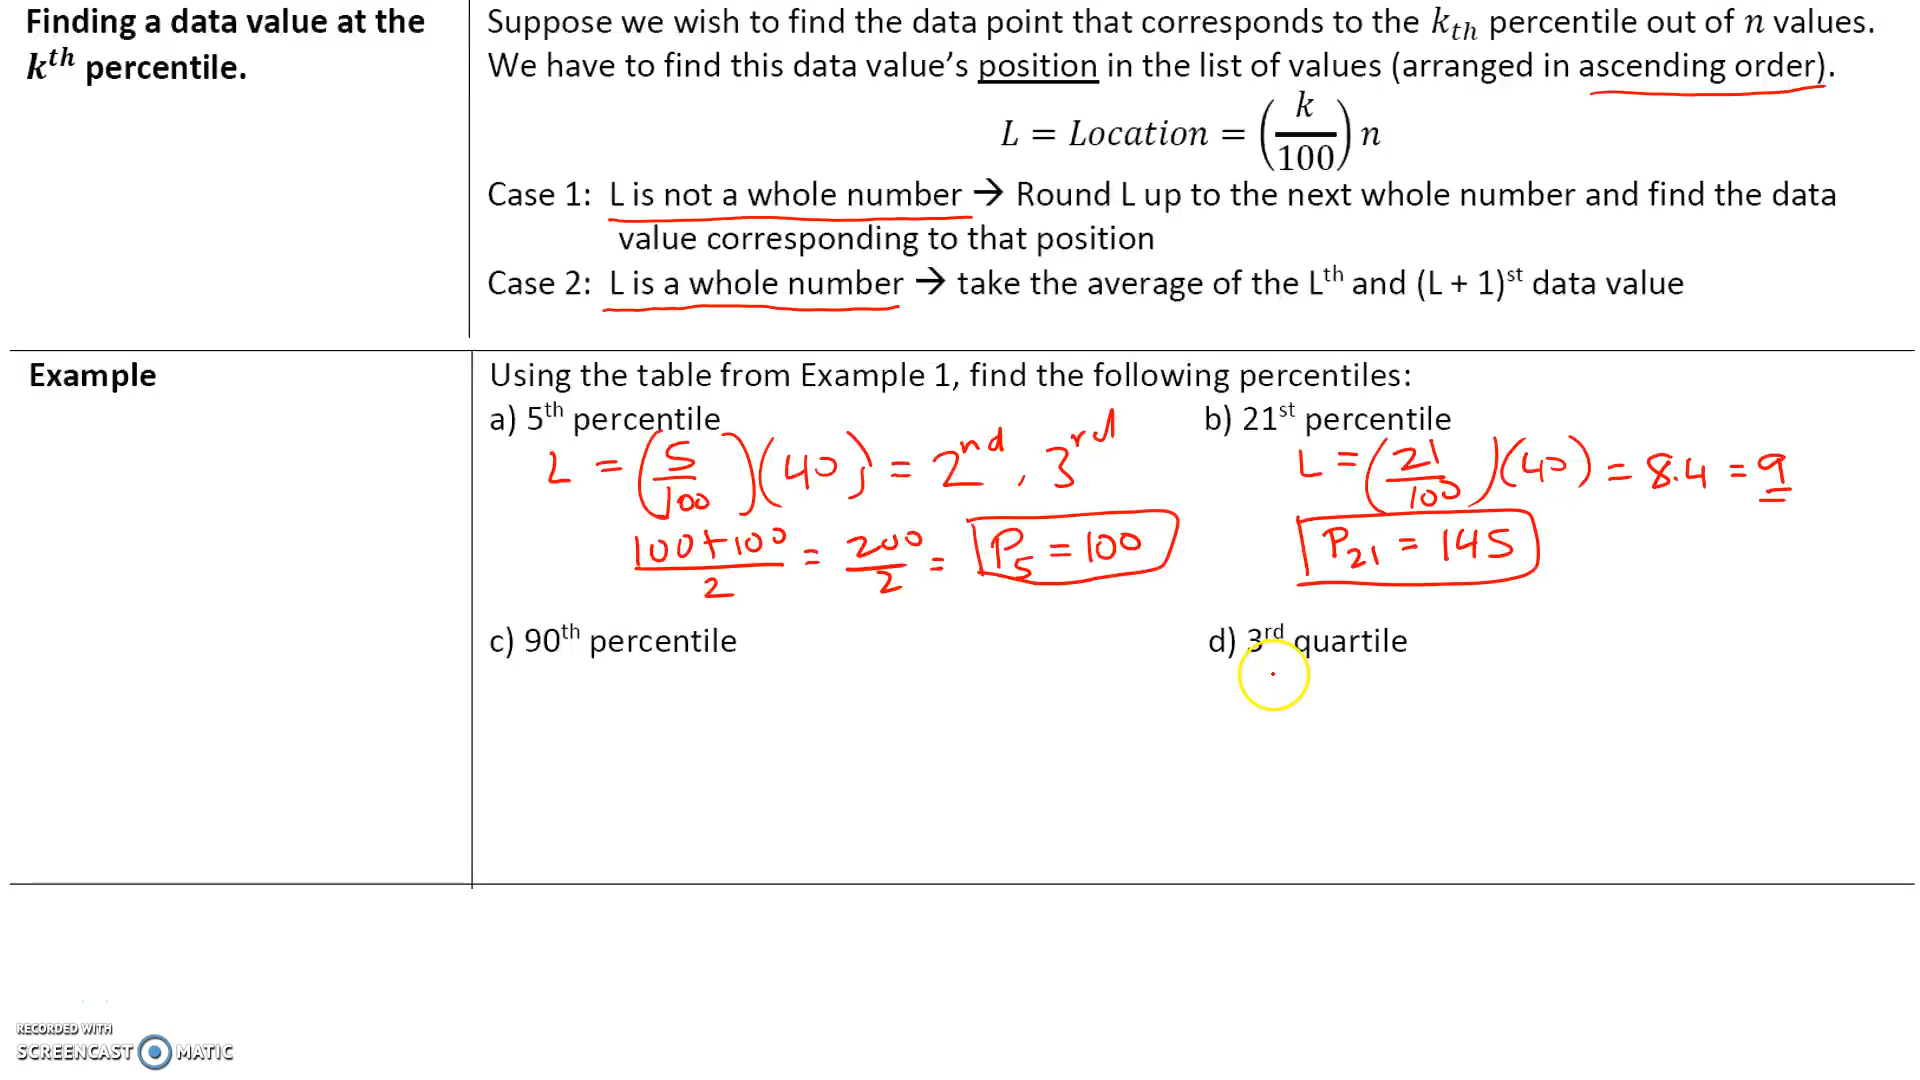 Finding a data value at the
kᵗʰ percentile.
Suppose we wish to find the data point that corresponds to the kₜₕ percentile out of n values.
We have to find this data value's position in the list of values (arranged in ascending order).
L = Location = (k/100) n
Case 1: L is not a whole number → Round L up to the next whole number and find the data
value corresponding to that position
Case 2: L is a whole number → take the average of the Lᵗʰ and (L + 1)ˢᵗ data value
Example
Using the table from Example 1, find the following percentiles:
a) 5ᵗʰ percentile
L = (5/100)(40) = 2ⁿᵈ, 3ʳᵈ
(100+100)/2 = 200/2 = P₅ = 100
b) 21ˢᵗ percentile
L = (21/100)(40) = 8.4 = 9
P₂₁ = 145
c) 90ᵗʰ percentile
d) 3ʳᵈ quartile
RECORDED WITH
SCREENCAST MATIC